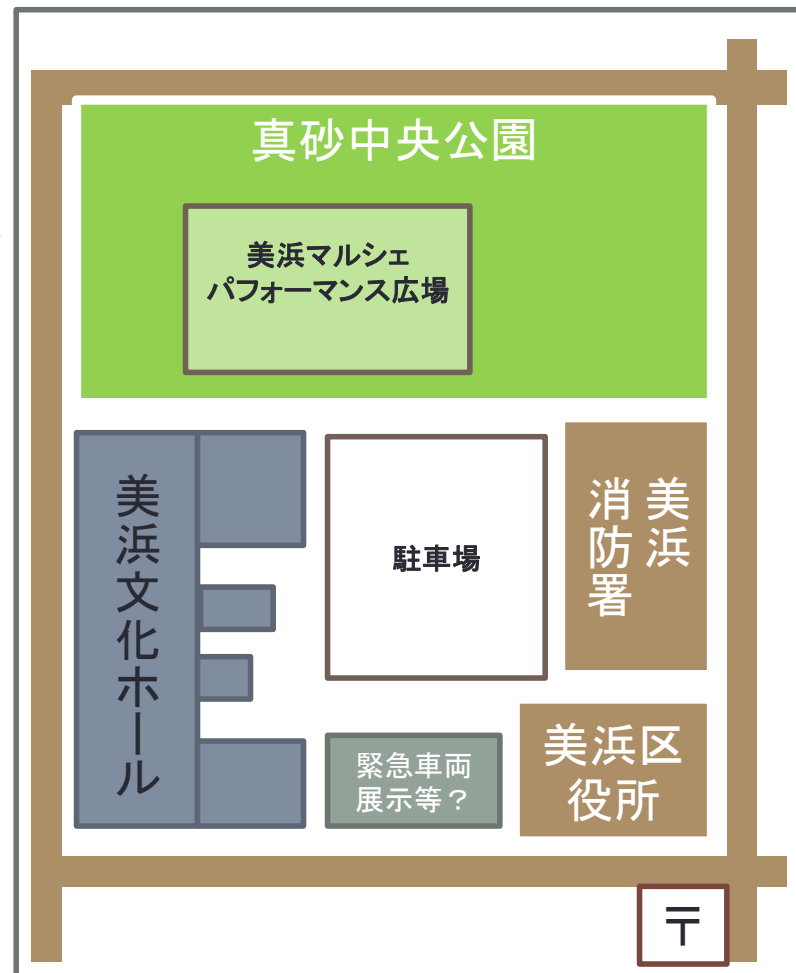 真砂中央公園
美浜マルシェ
パフォーマンス広場
美浜文化ホール
駐車場
美浜
消防署
緊急車両
展示等？
美浜区
役所
〒